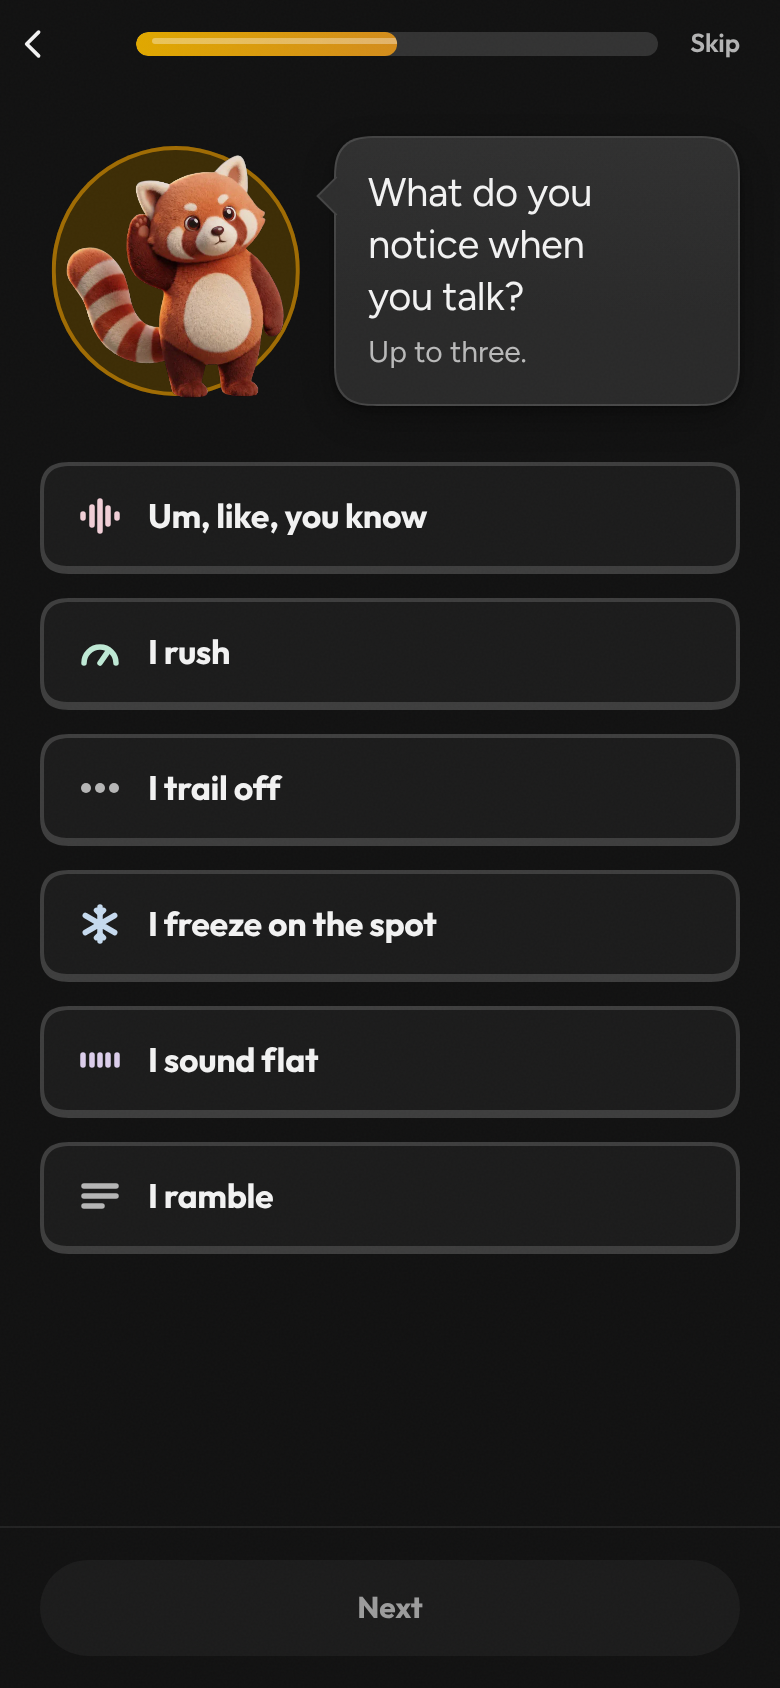 Skip
What do you
notice when
you talk?
Up to three.
Um, like, you know
I rush
I trail off
I freeze on the spot
I sound flat
I ramble
Next